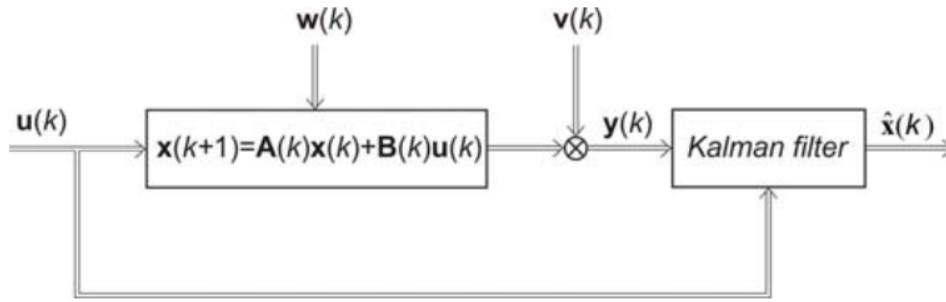 w(k)
v(k)
u(k)
x(k+1)=A(k)x(k)+B(k)u(k)
y(k)
Kalman filter
x̂(k)